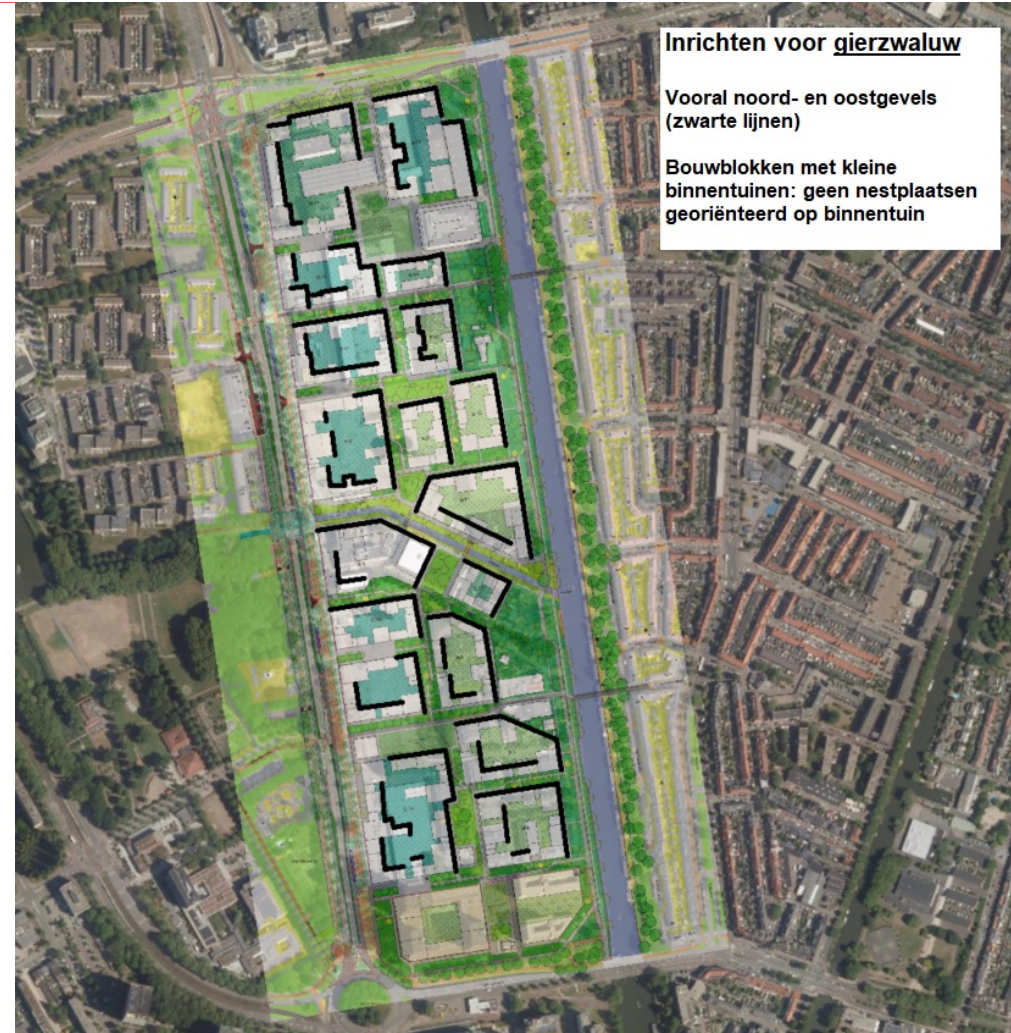 Inrichten voor gierzwaluw
Vooral noord- en oostgevels
(zwarte lijnen)
Bouwblokken met kleine
binnentuinen: geen nestplaatsen
georiënteerd op binnentuin